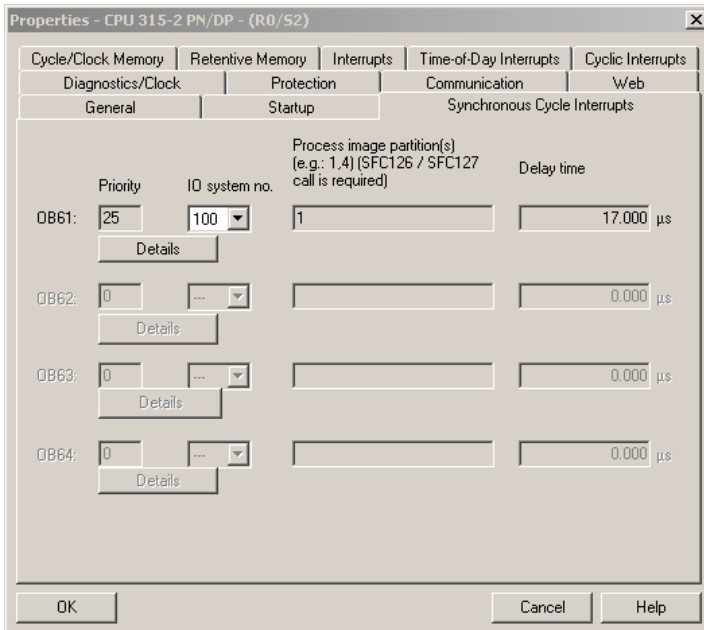 Properties - CPU 315-2 PN/DP - (R0/S2)
Cycle/Clock Memory Retentive Memory Interrupts Time-of-Day Interrupts Cyclic Interrupts
Diagnostics/Clock Protection Communication Web
General Startup Synchronous Cycle Interrupts
Process image partition(s)
(e.g.: 1,4) (SFC126 / SFC127
call is required)
Priority IO system no. Delay time
OB61: 25 100 1 17.000 µs
Details
OB62: 0 --- 0.000 µs
Details
OB63: 0 --- 0.000 µs
Details
OB64: 0 --- 0.000 µs
Details
OK Cancel Help